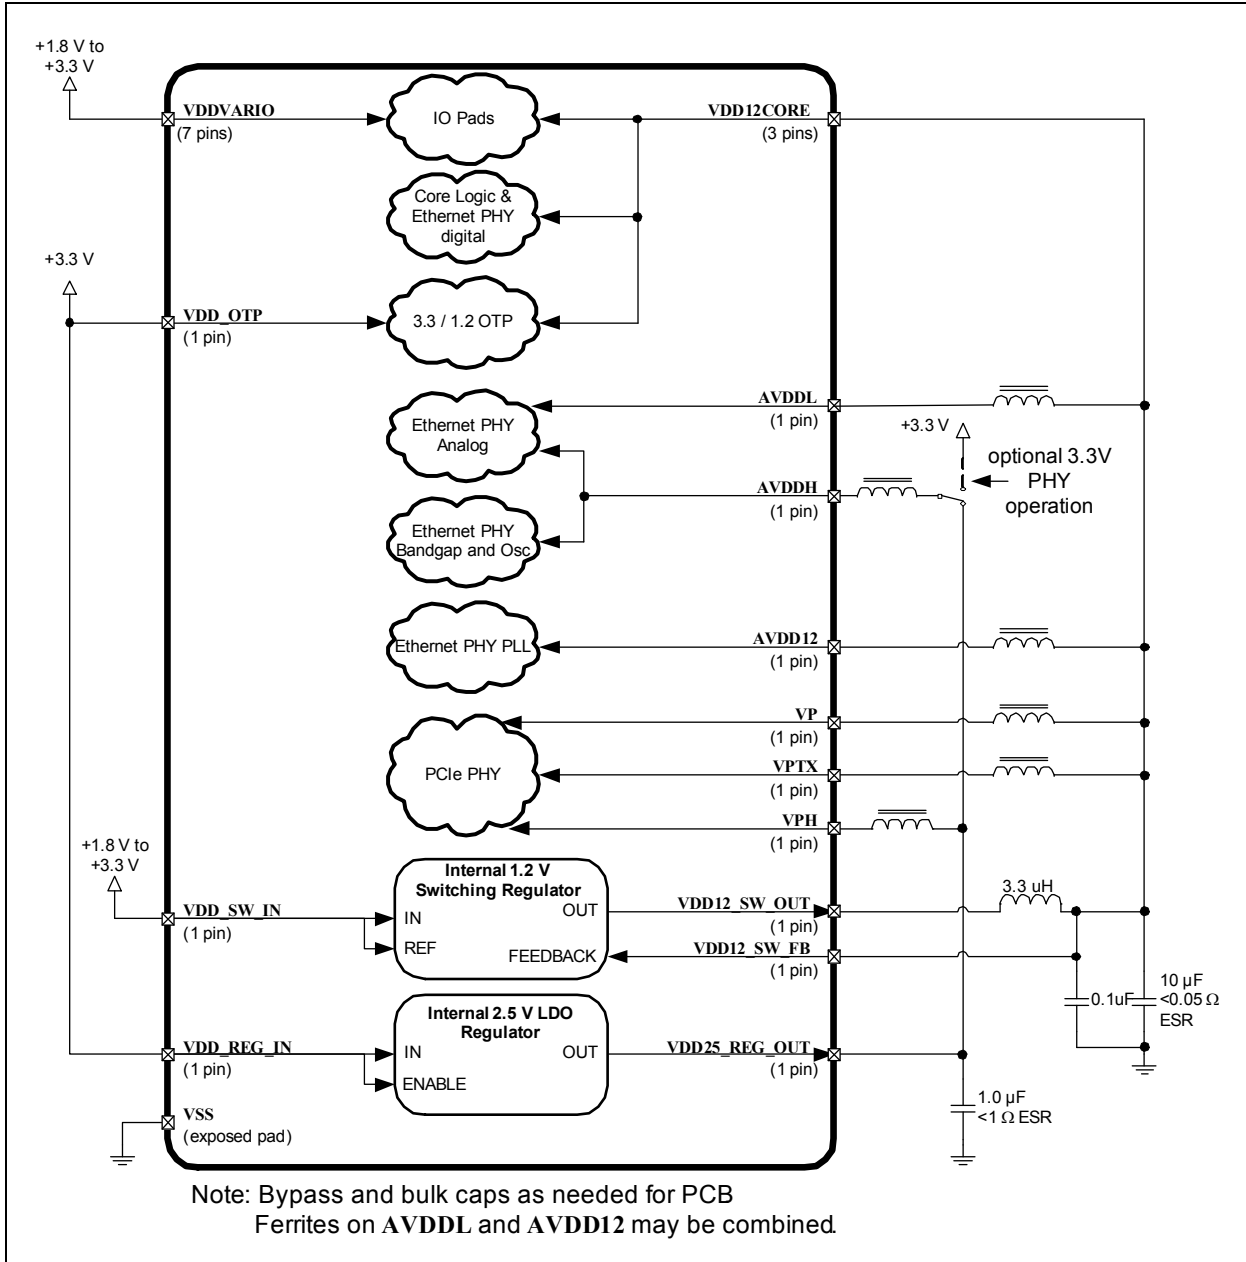 +1.8 V to
+3.3 V
VDDVARIO
(7 pins)
IO Pads
VDD12CORE
(3 pins)
Core Logic &
Ethernet PHY
digital
+3.3 V
VDD_OTP
(1 pin)
3.3 / 1.2 OTP
AVDDL
(1 pin)
Ethernet PHY
Analog
+3.3 V
optional 3.3V
PHY
operation
AVDDH
(1 pin)
Ethernet PHY
Bandgap and Osc
Ethernet PHY PLL
AVDD12
(1 pin)
VP
(1 pin)
PCIe PHY
VPTX
(1 pin)
VPH
(1 pin)
+1.8 V to
+3.3 V
Internal 1.2 V
Switching Regulator
VDD_SW_IN
(1 pin)
IN
REF
OUT
FEEDBACK
VDD12_SW_OUT
(1 pin)
3.3 uH
VDD12_SW_FB
(1 pin)
0.1uF
10 µF
<0.05 Ω
ESR
Internal 2.5 V LDO
Regulator
VDD_REG_IN
(1 pin)
IN
ENABLE
OUT
VDD25_REG_OUT
(1 pin)
1.0 µF
<1 Ω ESR
VSS
(exposed pad)
Note: Bypass and bulk caps as needed for PCB
Ferrites on AVDDL and AVDD12 may be combined.